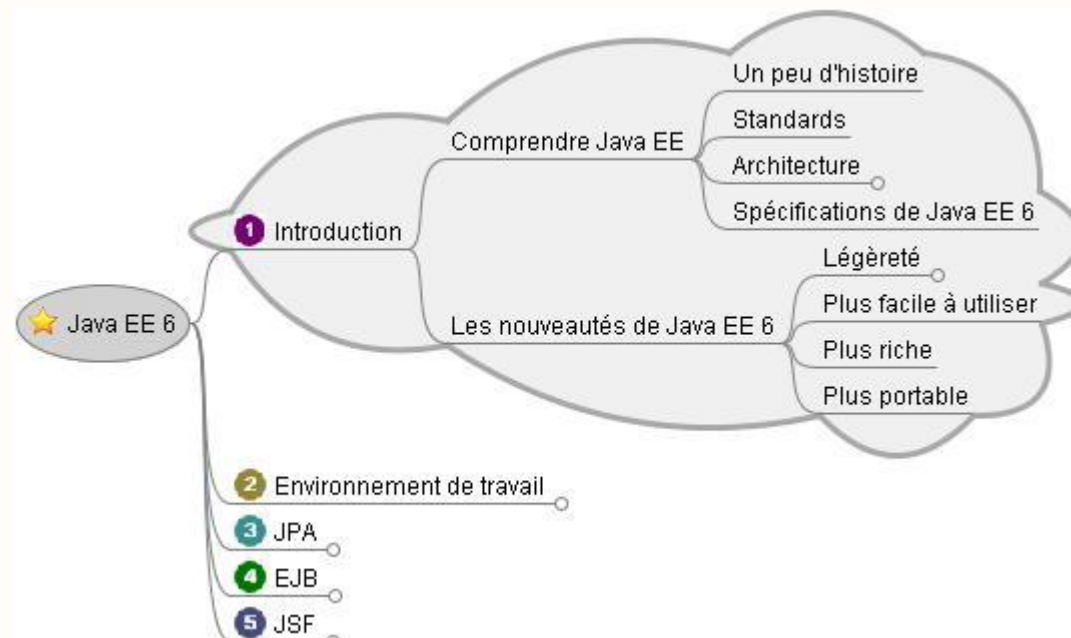 Java EE 6
1 Introduction
Comprendre Java EE
Un peu d'histoire
Standards
Architecture
Spécifications de Java EE 6
Les nouveautés de Java EE 6
Légèreté
Plus facile à utiliser
Plus riche
Plus portable
2 Environnement de travail
3 JPA
4 EJB
5 JSF